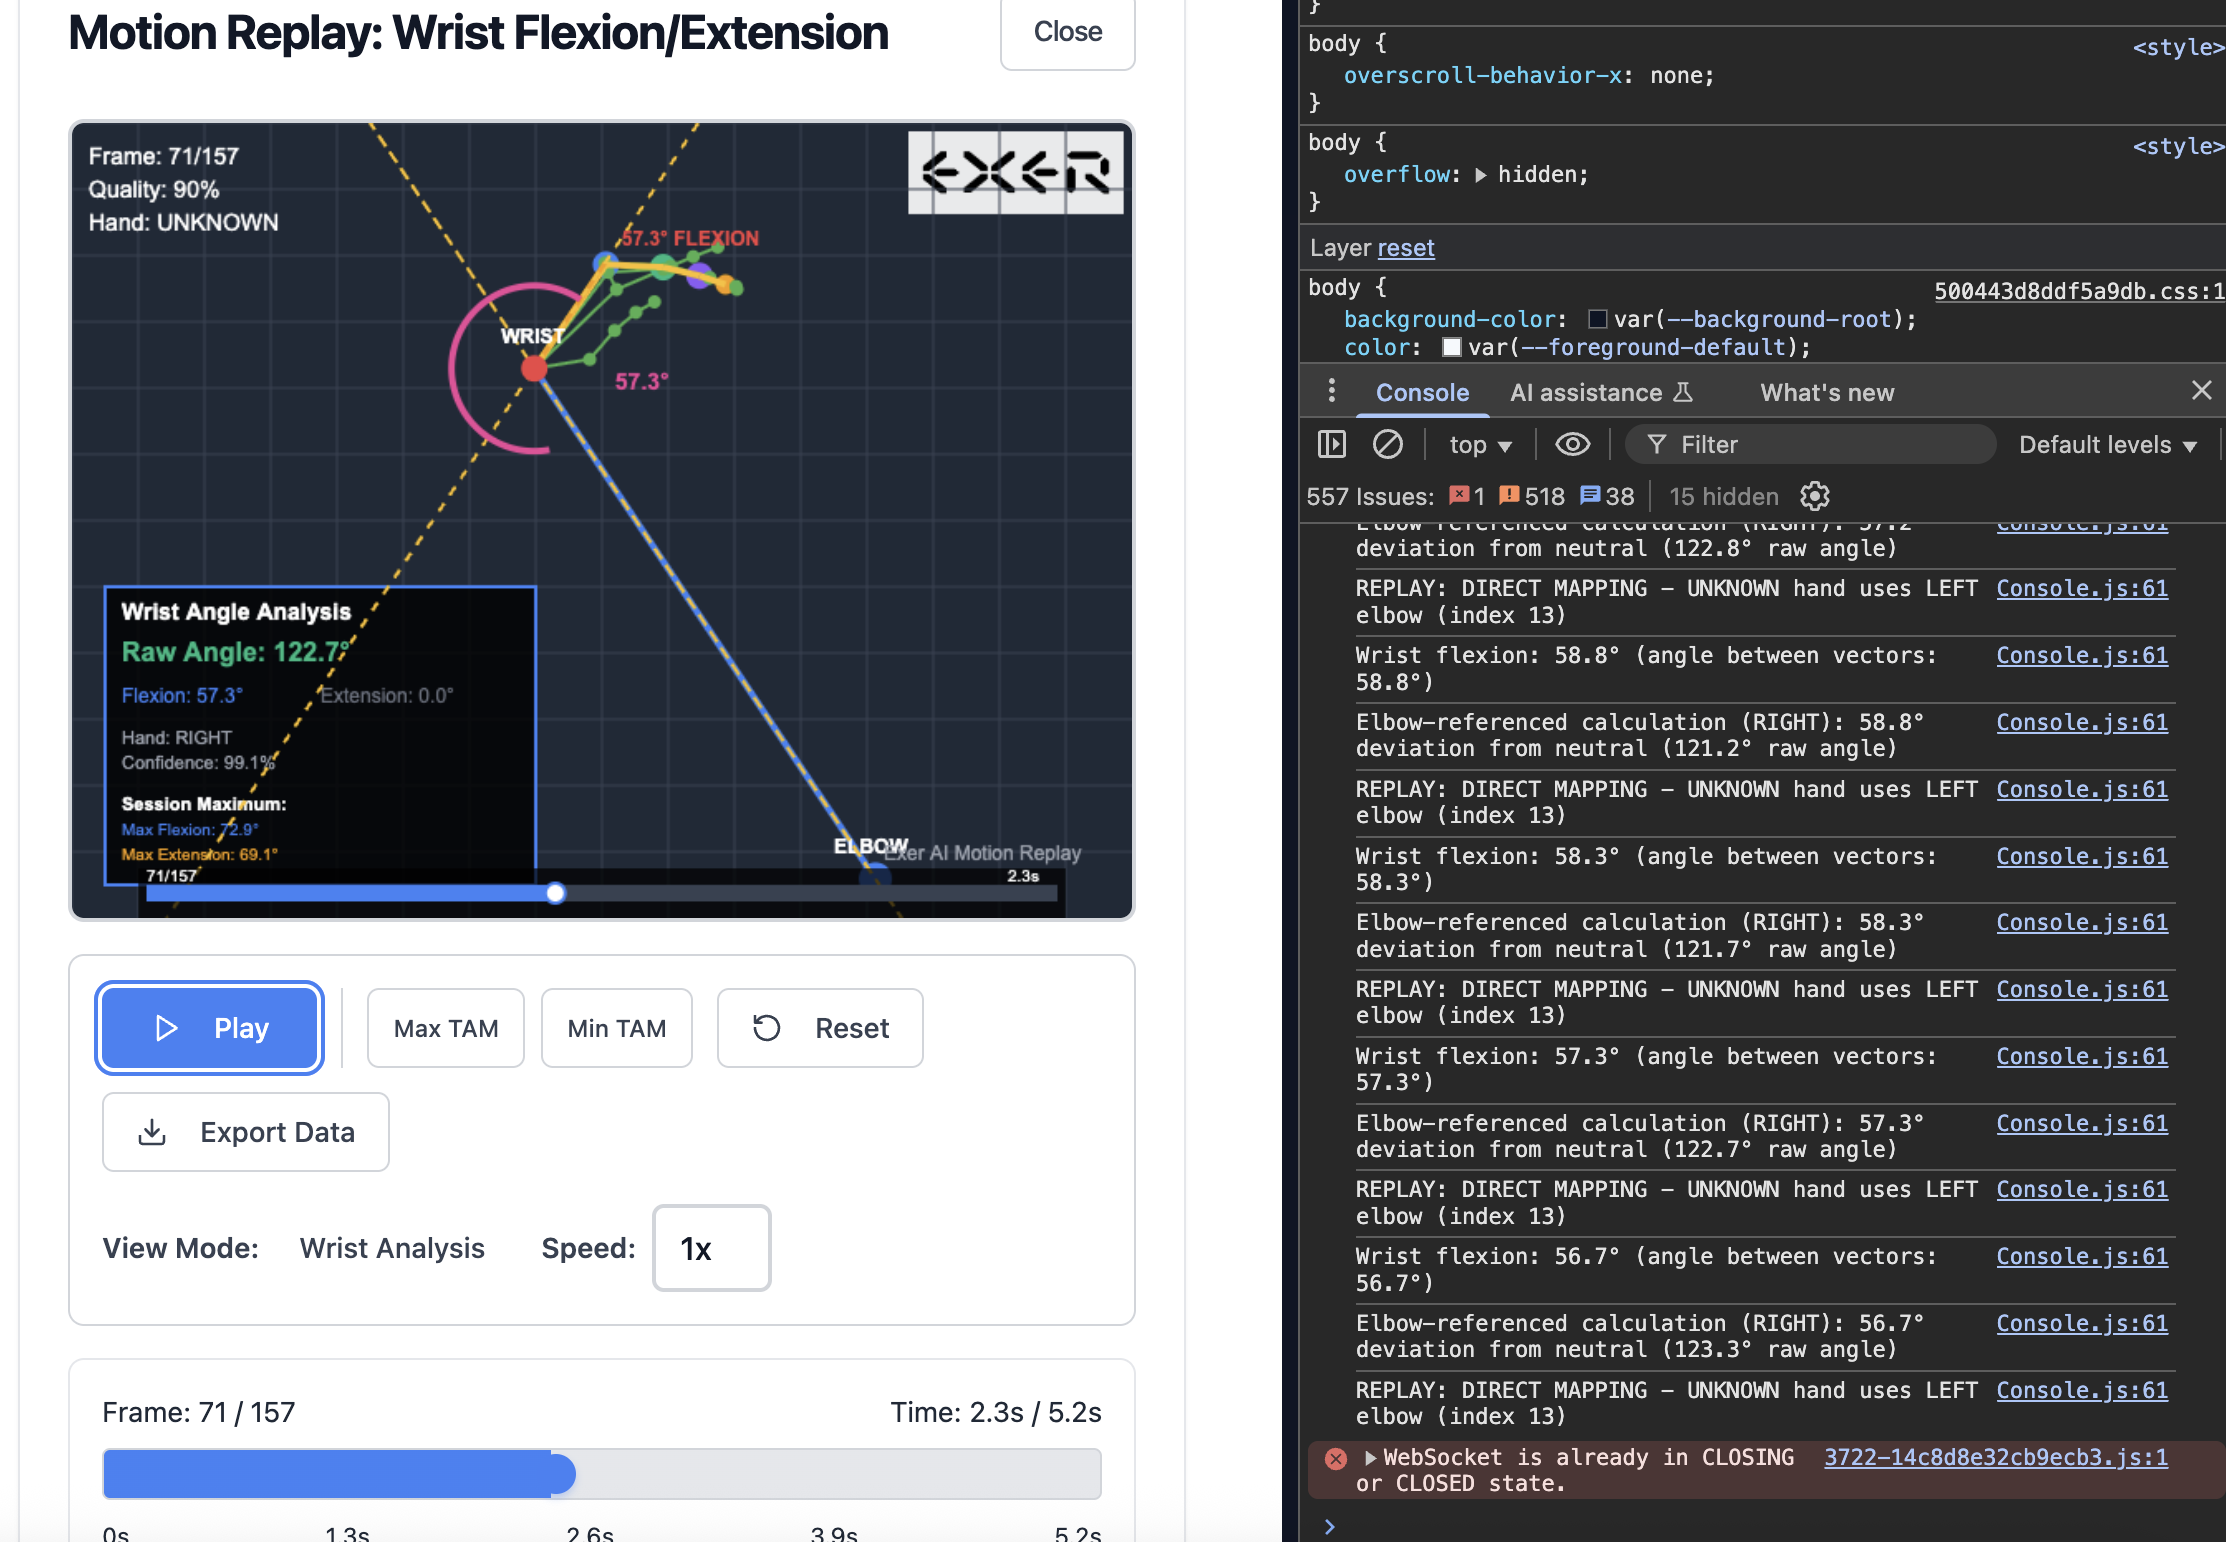 Motion Replay: Wrist Flexion/Extension
Close
Frame: 71/157
Quality: 90%
Hand: UNKNOWN
EXER
57.3° FLEXION
WRIST
57.3°
Wrist Angle Analysis
Raw Angle: 122.7°
Flexion: 57.3°
Extension: 0.0°
Hand: RIGHT
Confidence: 99.1%
Session Maximum:
Max Flexion: 72.9°
Max Extension: 69.1°
ELBOW
Exer AI Motion Replay
71/157
2.3s
Play
Max TAM
Min TAM
Reset
Export Data
View Mode:
Wrist Analysis
Speed:
1x
Frame: 71 / 157
Time: 2.3s / 5.2s
0s
1.3s
2.6s
3.9s
5.2s
}
body {
<style>
overscroll-behavior-x: none;
}
body {
<style>
overflow: hidden;
}
Layer reset
body {
500443d8ddf5a9db.css:1
background-color: var(--background-root);
color: var(--foreground-default);
Console
AI assistance
What's new
top
Filter
Default levels
557 Issues: 1 518 38
15 hidden
Elbow-referenced calculation (RIGHT): 57.2°
Console.js:61
deviation from neutral (122.8° raw angle)
REPLAY: DIRECT MAPPING – UNKNOWN hand uses LEFT
Console.js:61
elbow (index 13)
Wrist flexion: 58.8° (angle between vectors:
Console.js:61
58.8°)
Elbow-referenced calculation (RIGHT): 58.8°
Console.js:61
deviation from neutral (121.2° raw angle)
REPLAY: DIRECT MAPPING – UNKNOWN hand uses LEFT
Console.js:61
elbow (index 13)
Wrist flexion: 58.3° (angle between vectors:
Console.js:61
58.3°)
Elbow-referenced calculation (RIGHT): 58.3°
Console.js:61
deviation from neutral (121.7° raw angle)
REPLAY: DIRECT MAPPING – UNKNOWN hand uses LEFT
Console.js:61
elbow (index 13)
Wrist flexion: 57.3° (angle between vectors:
Console.js:61
57.3°)
Elbow-referenced calculation (RIGHT): 57.3°
Console.js:61
deviation from neutral (122.7° raw angle)
REPLAY: DIRECT MAPPING – UNKNOWN hand uses LEFT
Console.js:61
elbow (index 13)
Wrist flexion: 56.7° (angle between vectors:
Console.js:61
56.7°)
Elbow-referenced calculation (RIGHT): 56.7°
Console.js:61
deviation from neutral (123.3° raw angle)
REPLAY: DIRECT MAPPING – UNKNOWN hand uses LEFT
Console.js:61
elbow (index 13)
WebSocket is already in CLOSING
3722-14c8d8e32cb9ecb3.js:1
or CLOSED state.